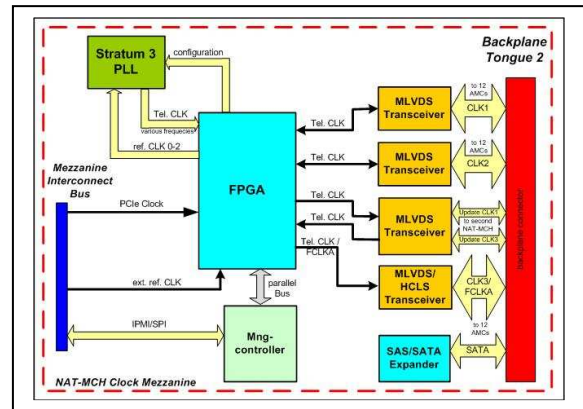 Stratum 3
PLL
configuration
Backplane
Tongue 2
Tel. CLK
various frequecies
ref. CLK 0-2
Mezzanine
Interconnect
Bus
PCIe Clock
FPGA
ext. ref. CLK
parallel
Bus
IPMI/SPI
Mng-
controller
Tel. CLK
MLVDS
Transceiver
to 12
AMCs
CLK1
Tel. CLK
MLVDS
Transceiver
to 12
AMCs
CLK2
Tel. CLK
Tel. CLK
MLVDS
Transceiver
Update CLK1
to second
NAT-MCH
Update CLK3
Tel. CLK /
FCLKA
MLVDS/
HCLS
Transceiver
CLK3/
FCLKA
to 12
AMCs
SAS/SATA
Expander
SATA
backplane connector
NAT-MCH Clock Mezzanine